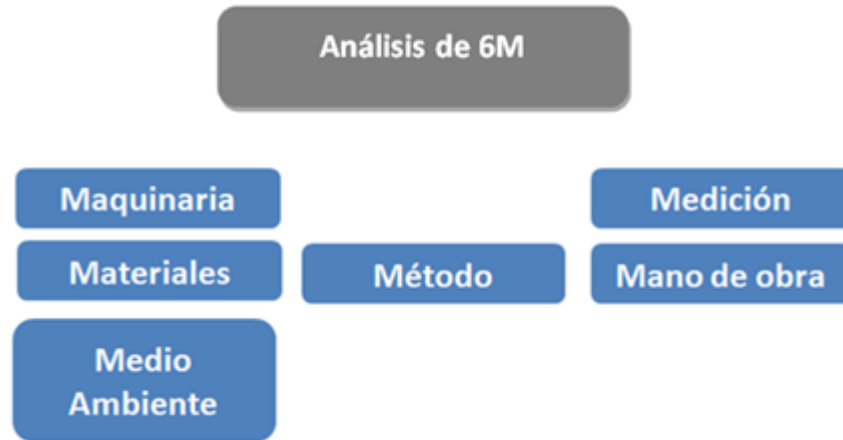 Análisis de 6M
Maquinaria
Medición
Materiales
Método
Mano de obra
Medio
Ambiente